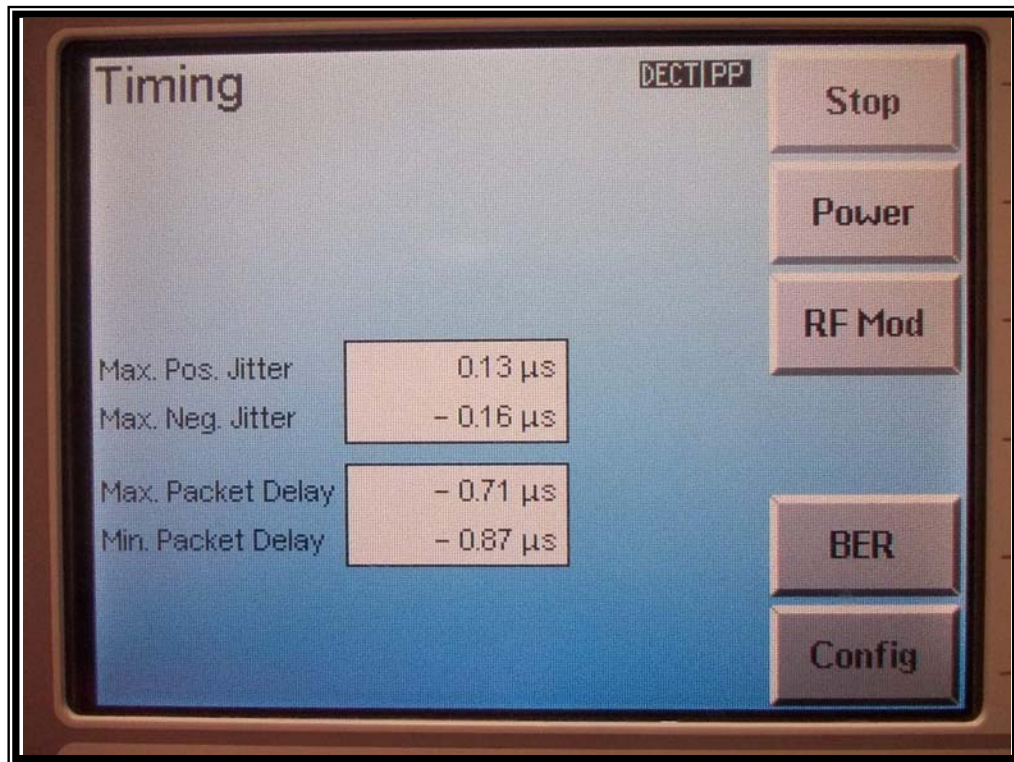 Timing
DECT PP
Stop
Power
RF Mod
Max. Pos. Jitter 0.13 µs
Max. Neg. Jitter – 0.16 µs
Max. Packet Delay – 0.71 µs
Min. Packet Delay – 0.87 µs
BER
Config